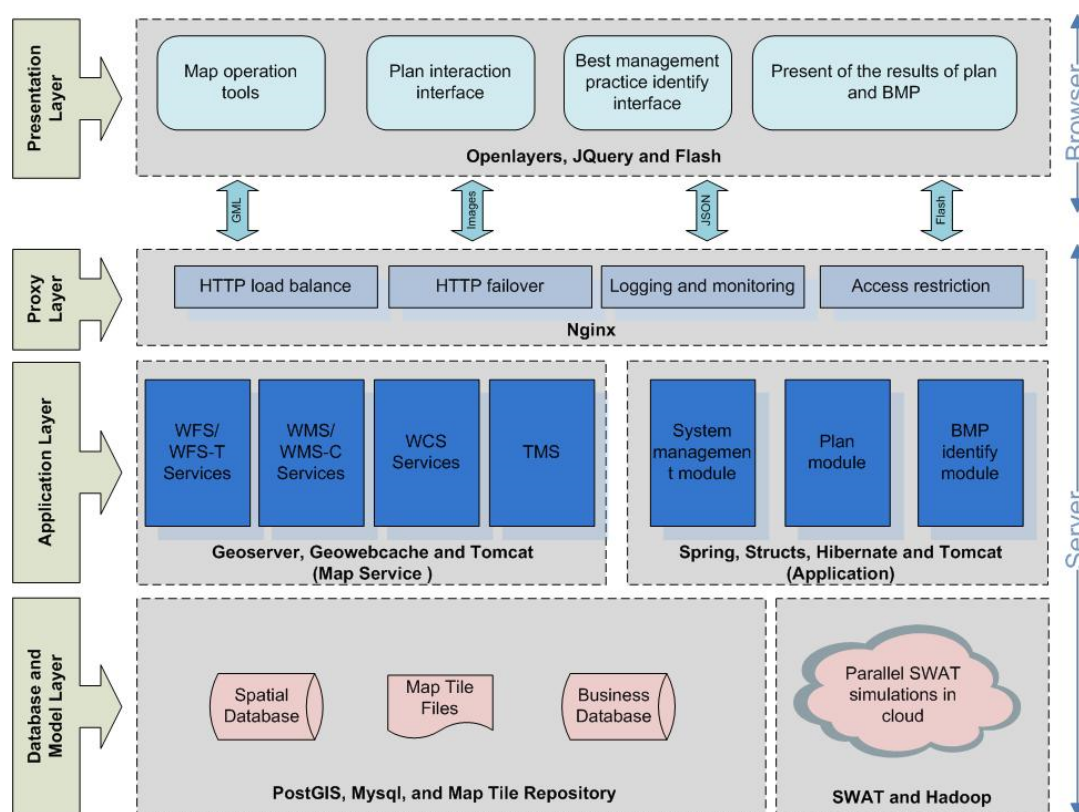 Presentation
Layer
Map operation
tools
Plan interaction
interface
Best management
practice identify
interface
Present of the results of plan
and BMP
Openlayers, JQuery and Flash
Browser
GML
Images
JSON
Flash
Proxy
Layer
HTTP load balance
HTTP failover
Logging and monitoring
Access restriction
Nginx
Application Layer
WFS/
WFS-T
Services
WMS/
WMS-C
Services
WCS
Services
TMS
Geoserver, Geowebcache and Tomcat
(Map Service )
System
managemen
t module
Plan
module
BMP
identify module
Spring, Structs, Hibernate and Tomcat
(Application)
Server
Database and
Model Layer
Spatial
Database
Map Tile
Files
Business
Database
PostGIS, Mysql, and Map Tile Repository
Parallel SWAT
simulations in
cloud
SWAT and Hadoop